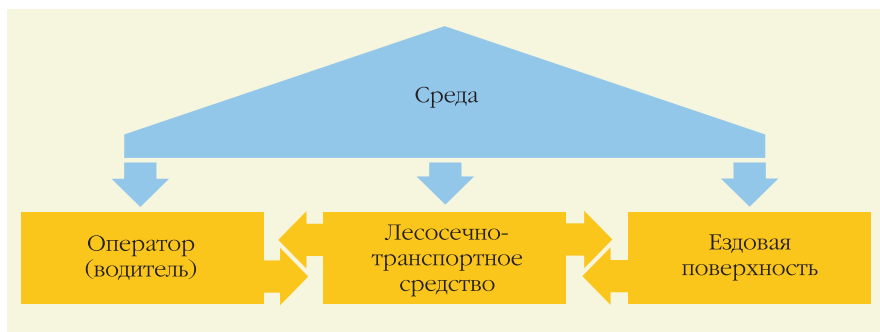 Среда
Оператор
(водитель)
Лесосечно-
транспортное
средство
Ездовая
поверхность